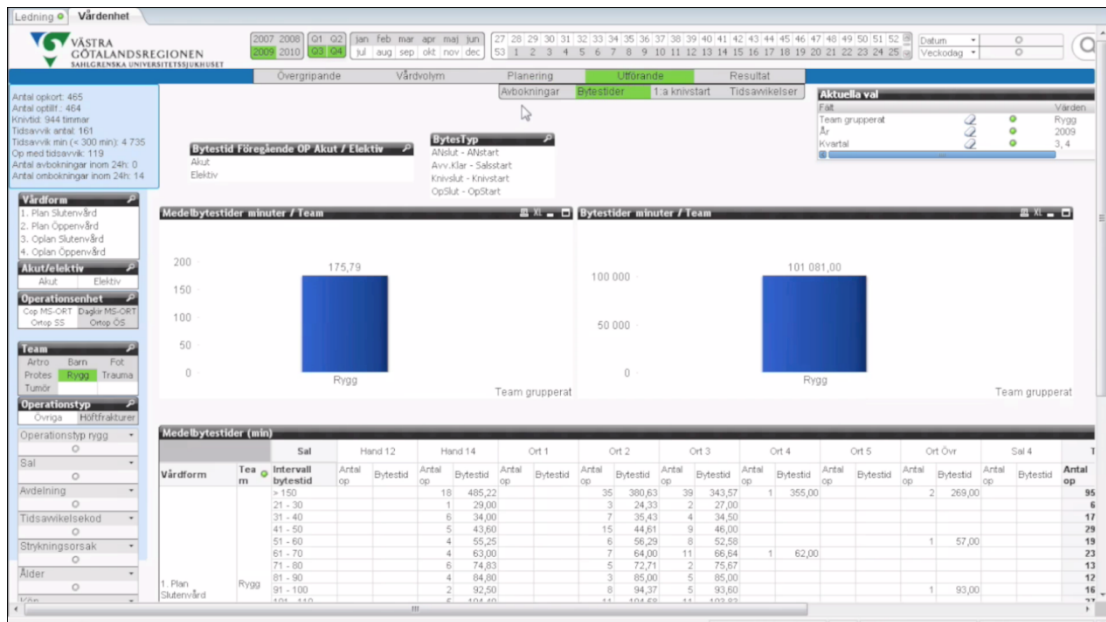 Ledning Vårdenhet
VÄSTRA
GÖTALANDSREGIONEN
SAHLGRENSKA UNIVERSITETSSJUKHUSET
2007 2008 Q1 Q2 jan feb mar apr maj jun 27 28 29 30 31 32 33 34 35 36 37 38 39 40 41 42 43 44 45 46 47 48 49 50 51 52 Datum
2009 2010 Q3 Q4 jul aug sep okt nov dec 53 1 2 3 4 5 6 7 8 9 10 11 12 13 14 15 16 17 18 19 20 21 22 23 24 25 Veckodag
Övergripande Vårdvolym Planering Utförande Resultat
Avbokningar Bytestider 1:a knivstart Tidsavvikelser
Antal opkort: 465
Antal optillf.: 464
Knivtid: 944 timmar
Tidsavvik antal: 161
Tidsavvik min (< 300 min): 4 735
Op med tidsavvik: 119
Antal avbokningar inom 24h: 0
Antal ombokningar inom 24h: 14
Aktuella val
Fält Värden
Team grupperat Rygg
År 2009
Kvartal 3, 4
Bytestid Föregående OP Akut / Elektiv
Akut
Elektiv
BytesTyp
ANslut - ANstart
Avv.Klar - Salsstart
Knivslut - Knivstart
OpSlut - OpStart
Vårdform
1. Plan Slutenvård
2. Plan Öppenvård
3. Oplan Slutenvård
4. Oplan Öppenvård
Akut/elektiv
Akut Elektiv
Operationsenhet
Cop MS-ORT Dagkir MS-ORT
Ortop SS Ortop ÖS
Team
Artro Barn Fot
Protes Rygg Trauma
Tumör
Operationstyp
Övriga Höftfrakturer
Operationstyp rygg
Sal
Avdelning
Tidsavvikelsekod
Strykningsorsak
Ålder
Kön
Medelbytestider minuter / Team XL
175,79
200
150
100
50
0
Rygg
Team grupperat
Bytestider minuter / Team XL
101 081,00
100 000
50 000
0
Rygg
Team grupperat
Medelbytestider (min)
Sal Hand 12 Hand 14 Ort 1 Ort 2 Ort 3 Ort 4 Ort 5 Ort Övr Sal 4 T
Vårdform Team Intervall bytestid Antal op Bytestid Antal op Bytestid Antal op Bytestid Antal op Bytestid Antal op Bytestid Antal op Bytestid Antal op Bytestid Antal op Bytestid Antal op Bytestid Antal op
1. Plan Slutenvård Rygg
> 150 18 485,22 35 380,63 39 343,57 1 355,00 2 269,00 95
21 - 30 1 29,00 3 24,33 2 27,00 6
31 - 40 6 34,00 7 35,43 4 34,50 17
41 - 50 5 43,60 15 44,61 9 46,00 29
51 - 60 4 55,25 6 56,29 8 52,58 1 57,00 19
61 - 70 4 63,00 7 64,00 11 66,64 1 62,00 23
71 - 80 6 74,83 5 72,71 2 75,67 13
81 - 90 4 84,80 3 85,00 5 85,00 12
91 - 100 2 92,50 8 94,37 5 93,60 1 93,00 16